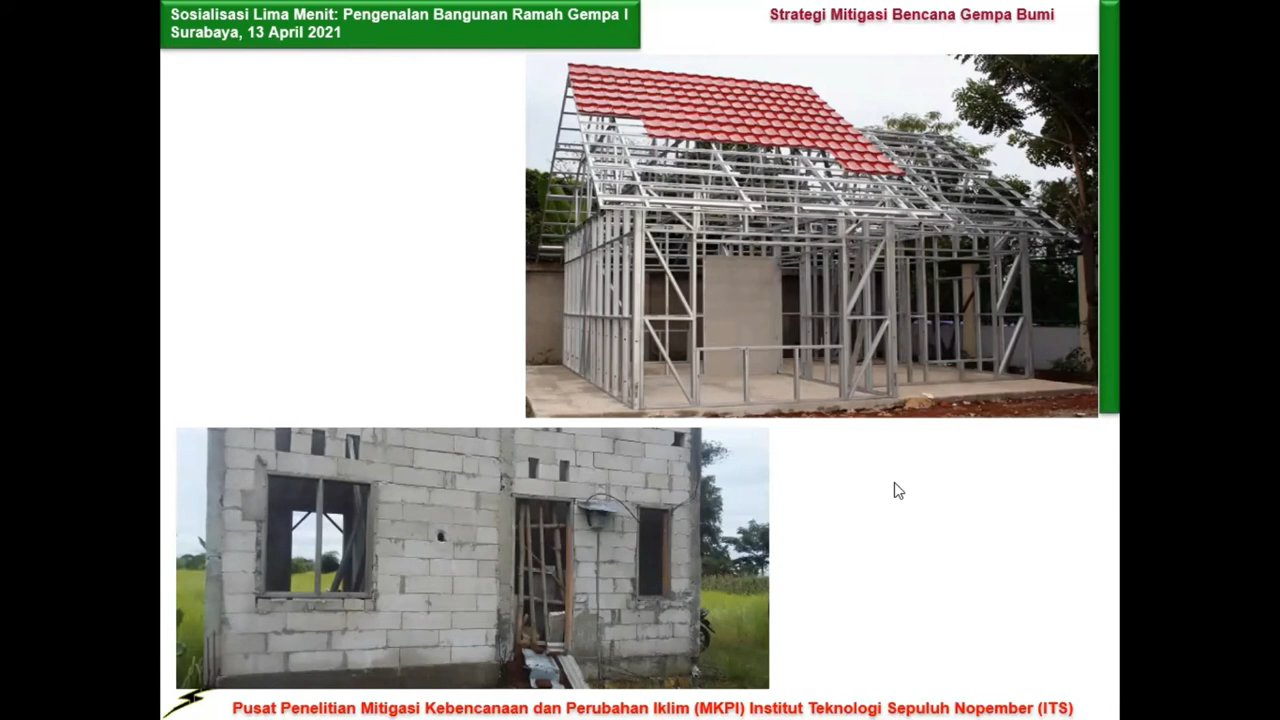 Sosialisasi Lima Menit: Pengenalan Bangunan Ramah Gempa I
Surabaya, 13 April 2021
Strategi Mitigasi Bencana Gempa Bumi
Pusat Penelitian Mitigasi Kebencanaan dan Perubahan Iklim (MKPI) Institut Teknologi Sepuluh Nopember (ITS)